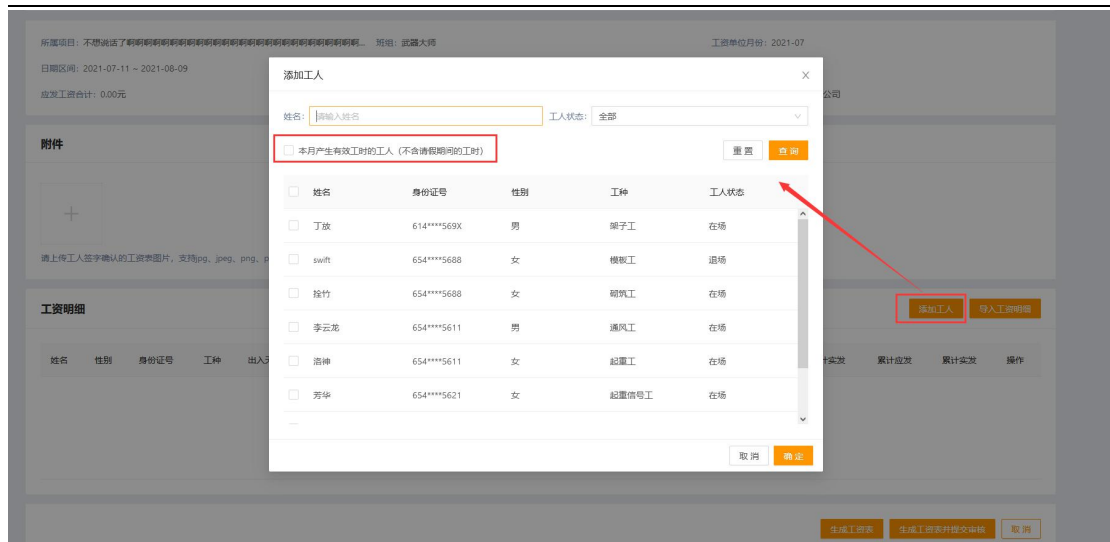 所属项目: 不想说话了啊啊啊啊啊啊啊啊啊啊啊啊啊啊啊啊啊啊啊啊啊啊啊啊啊... 班组: 武器大师 工资单位月份: 2021-07
日期区间: 2021-07-11 ~ 2021-08-09
应发工资合计: 0.00元 公司
添加工人
姓名: 请输入姓名 工人状态: 全部
本月产生有效工时的工人 (不含请假期间的工时) 重置 查询
附件
姓名 身份证号 性别 工种 工人状态
丁放 614****569X 男 架子工 在场
swift 654****5688 女 模板工 退场
拴竹 654****5688 女 砌筑工 在场
李云龙 654****5611 男 通风工 在场
洛神 654****5611 女 起重工 在场
芳华 654****5621 女 起重信号工 在场
取消 确定
请上传工人签字确认的工资表图片, 支持jpg、jpeg、png、p
工资明细 添加工人 导入工资明细
姓名 性别 身份证号 工种 出入 计实发 累计应发 累计实发 操作
生成工资表 生成工资表并提交审核 取消